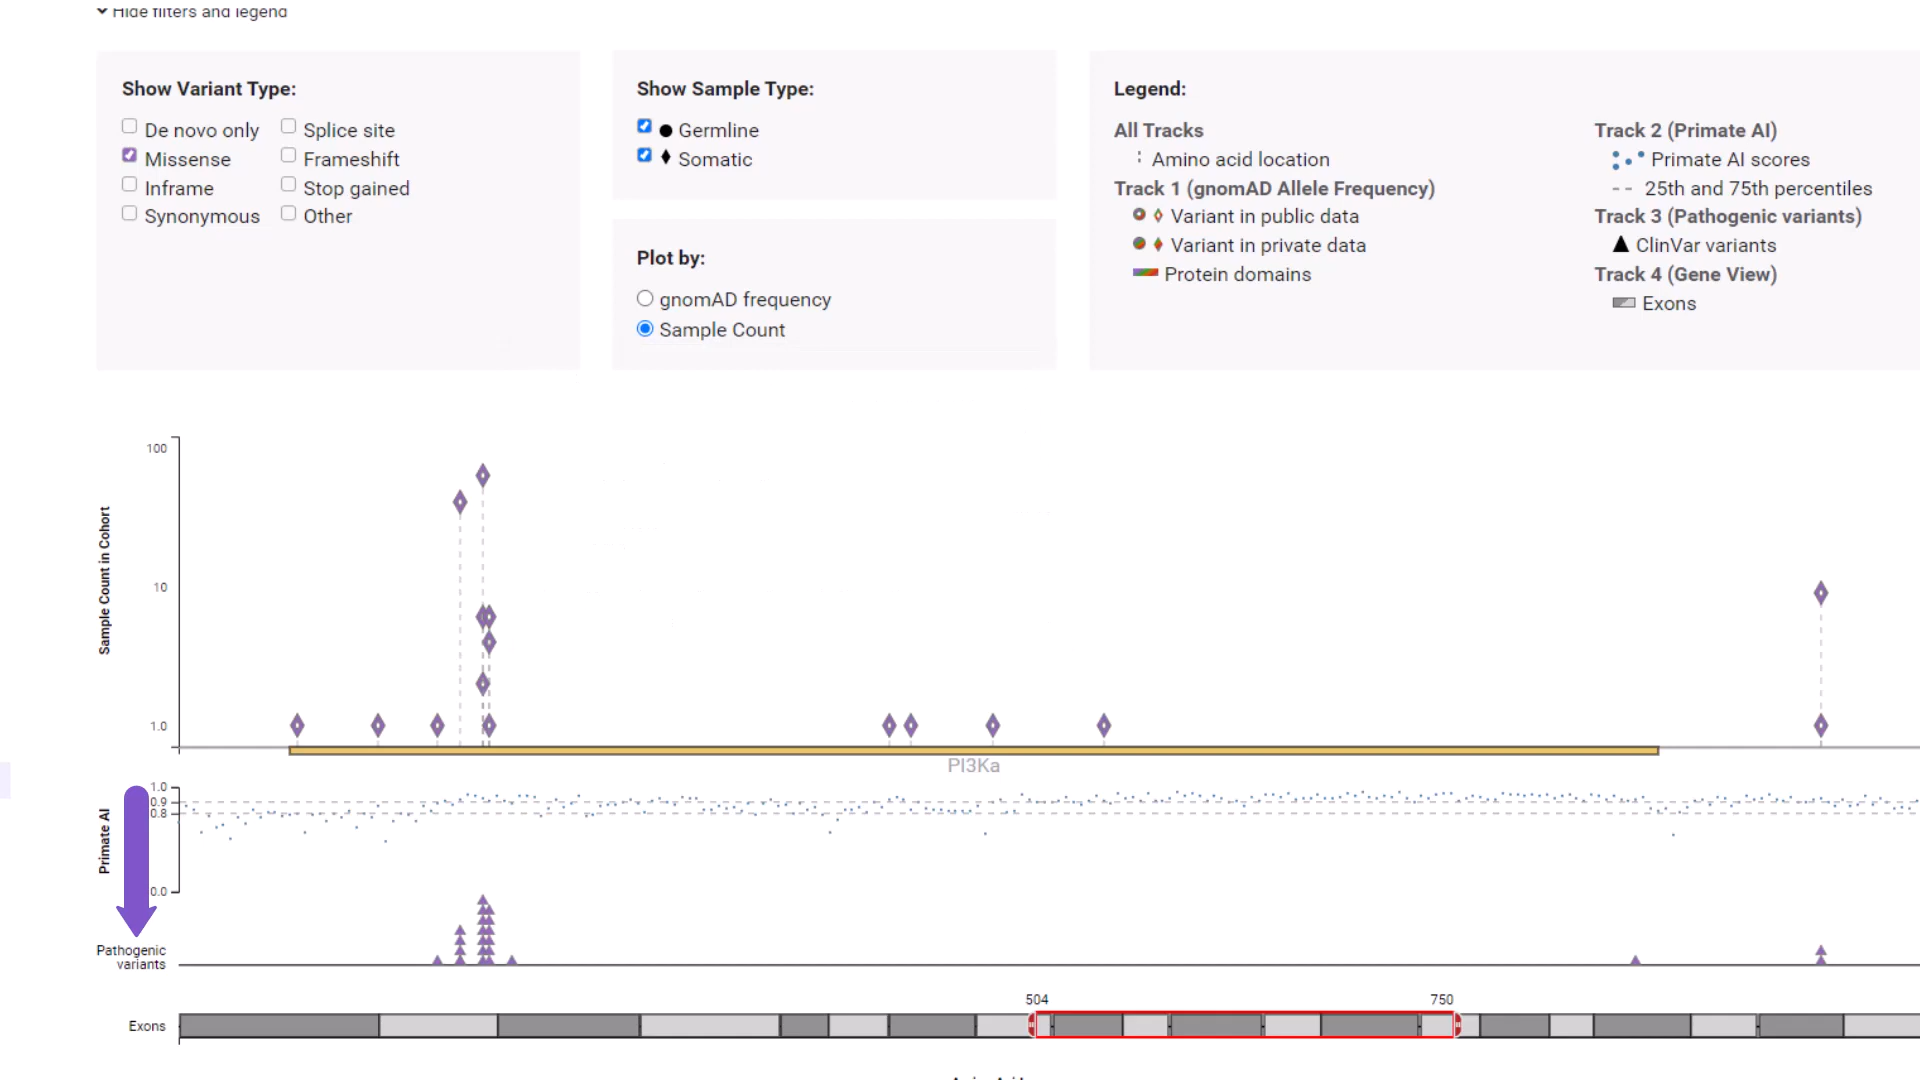 Hide filters and legend
Show Variant Type:
De novo only
Splice site
Missense
Frameshift
Inframe
Stop gained
Synonymous
Other
Show Sample Type:
Germline
Somatic
Plot by:
gnomAD frequency
Sample Count
Legend:
All Tracks
Amino acid location
Track 1 (gnomAD Allele Frequency)
Variant in public data
Variant in private data
Protein domains
Track 2 (Primate AI)
Primate AI scores
25th and 75th percentiles
Track 3 (Pathogenic variants)
ClinVar variants
Track 4 (Gene View)
Exons
Sample Count in Cohort
100
10
1.0
PI3Ka
Primate AI
1.0
0.9
0.8
0.0
Pathogenic
variants
504
750
Exons